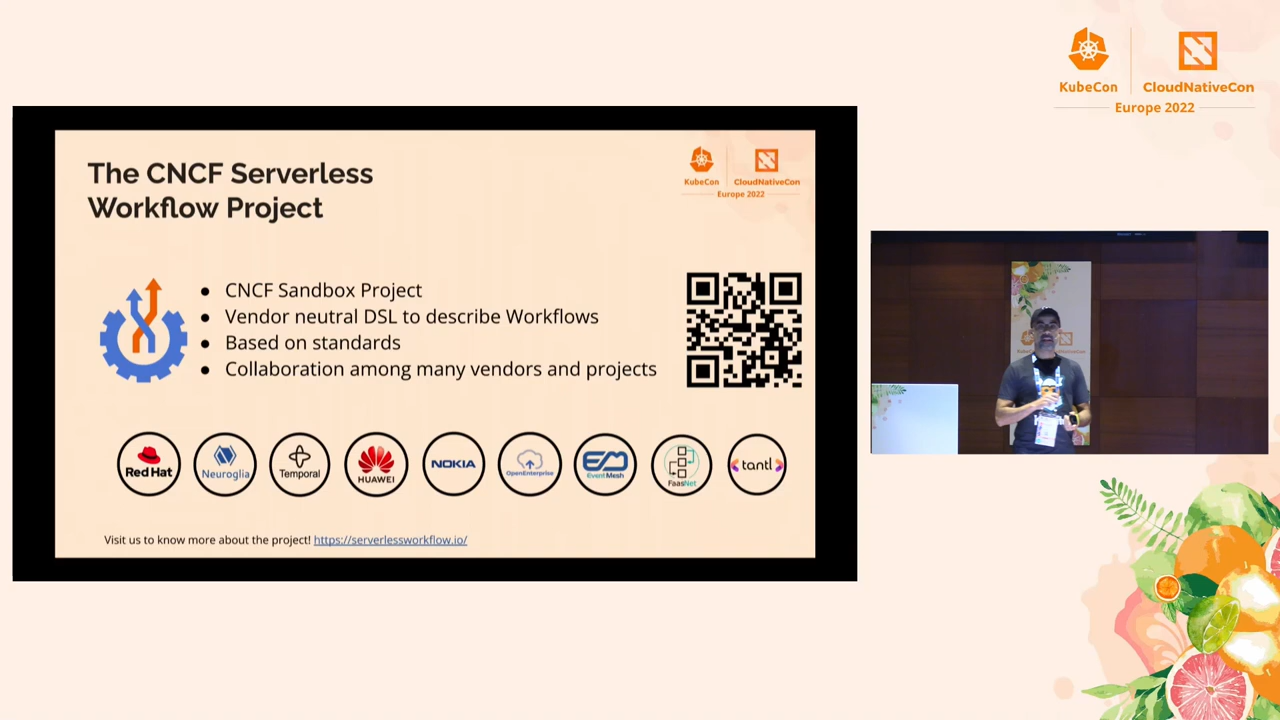 KubeCon
CloudNativeCon
Europe 2022
The CNCF Serverless
Workflow Project
KubeCon
CloudNativeCon
Europe 2022
● CNCF Sandbox Project
● Vendor neutral DSL to describe Workflows
● Based on standards
● Collaboration among many vendors and projects
Red Hat
Neuroglia
Temporal
HUAWEI
NOKIA
OpenEnterprise
EventMesh
FaasNet
tantl
Visit us to know more about the project! https://serverlessworkflow.io/